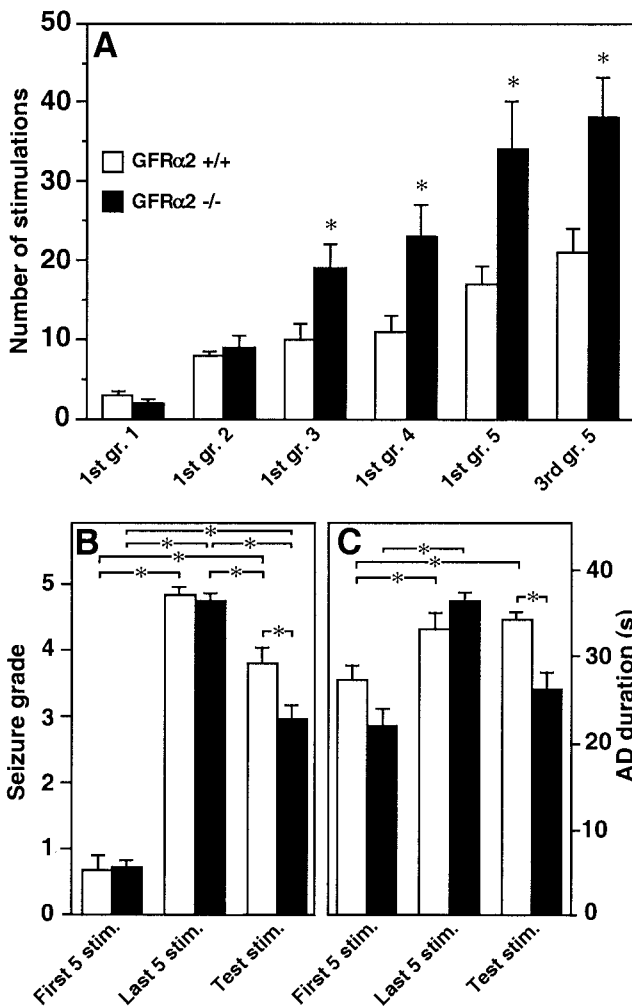 A
50
40
30
20
10
0
Number of stimulations
GFRα2 +/+
GFRα2 -/-
*
*
*
*
1st gr. 1
1st gr. 2
1st gr. 3
1st gr. 4
1st gr. 5
3rd gr. 5
B
5
4
3
2
1
0
Seizure grade
*
*
*
*
*
*
*
First 5 stim.
Last 5 stim.
Test stim.
C
*
*
*
*
40
30
20
10
0
AD duration (s)
First 5 stim.
Last 5 stim.
Test stim.